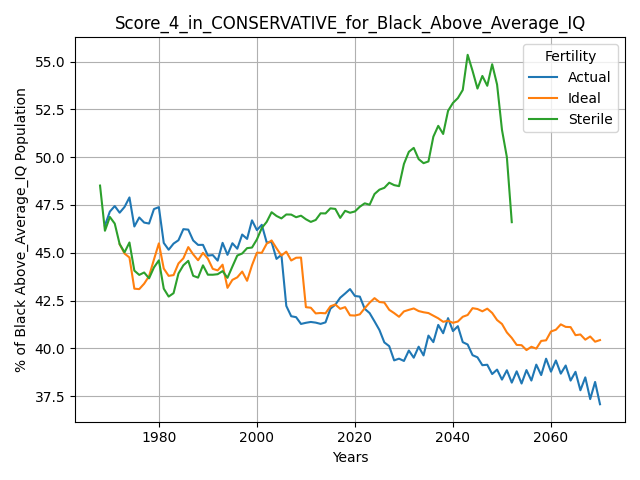 Score_4_in_CONSERVATIVE_for_Black_Above_Average_IQ
% of Black Above_Average_IQ Population
55.0
52.5
50.0
47.5
45.0
42.5
40.0
37.5
Fertility
Actual
Ideal
Sterile
1980
2000
2020
2040
2060
Years